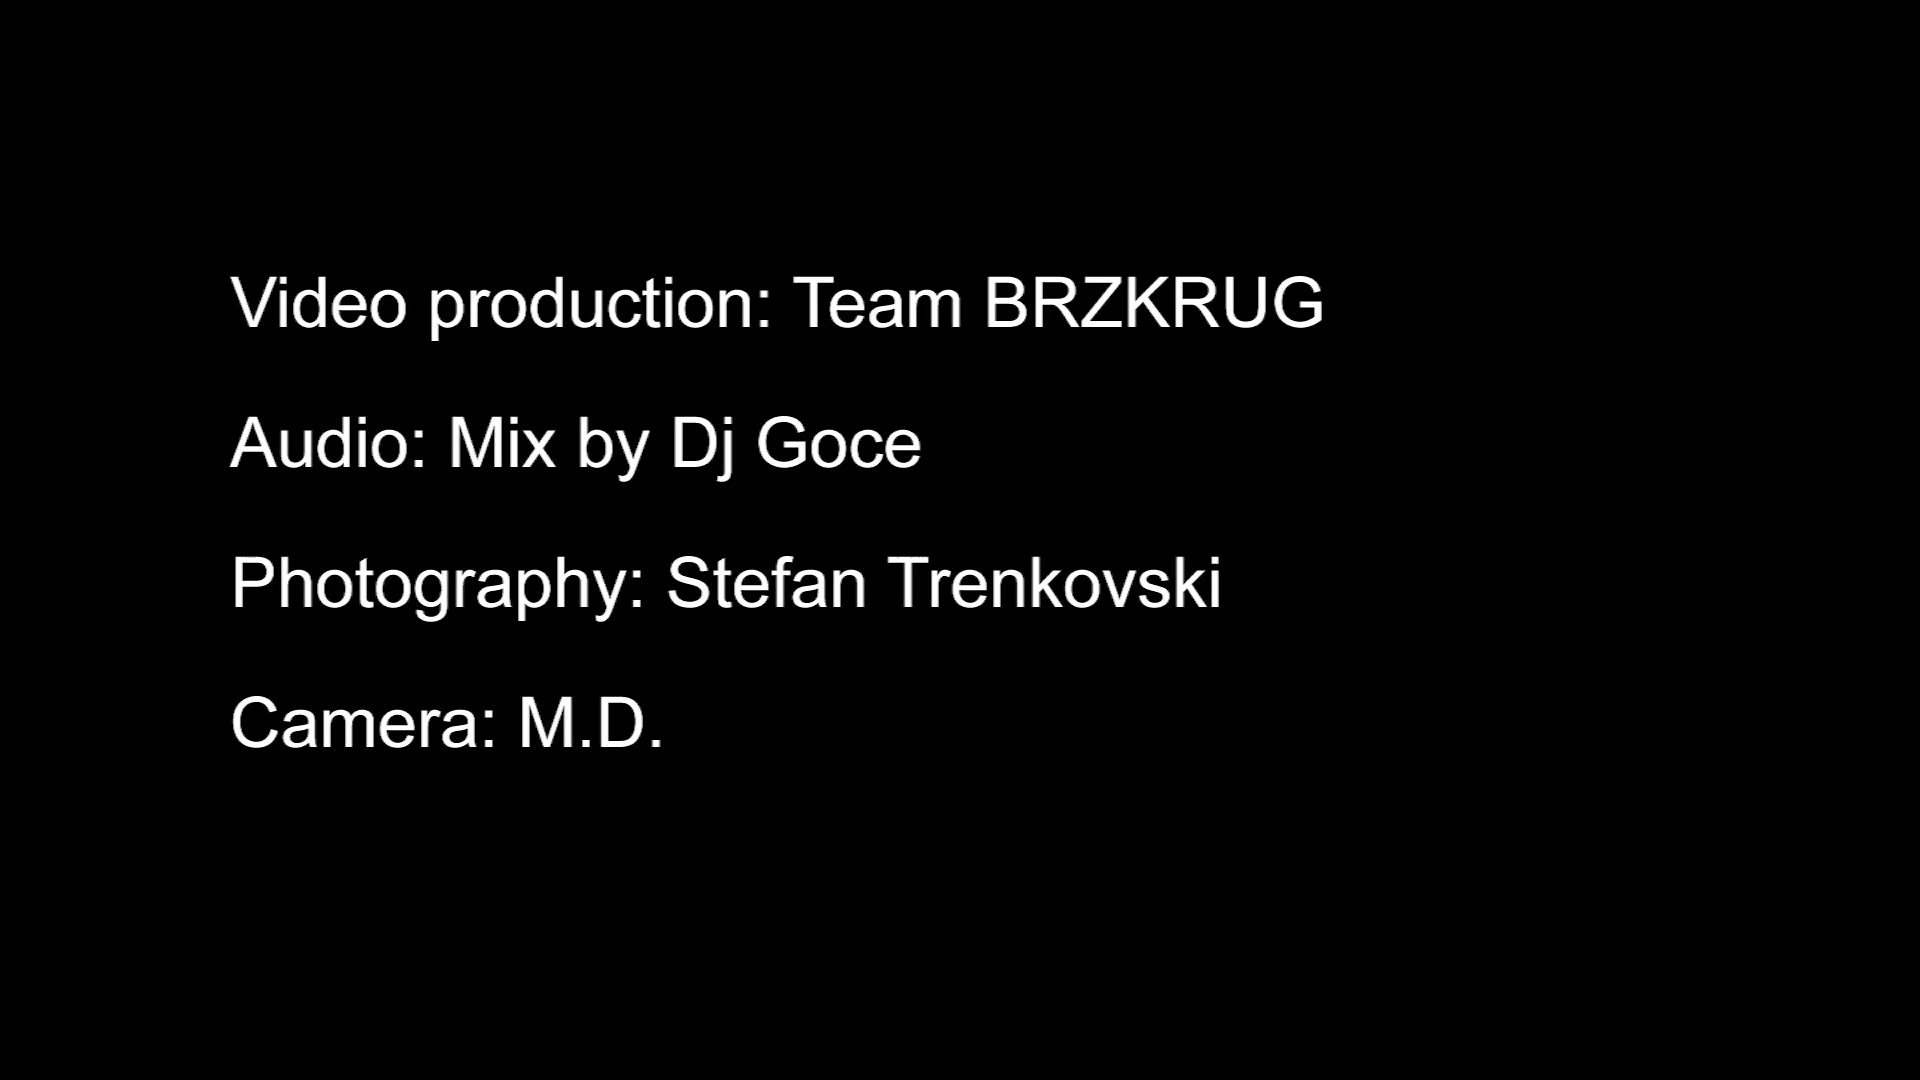 Video production: Team BRZKRUG
Audio: Mix by Dj Goce
Photography: Stefan Trenkovski
Camera: M.D.